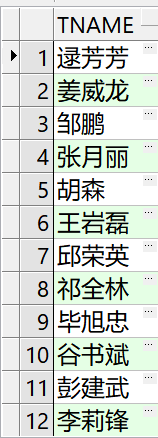 TNAME
1 逯芳芳
2 姜威龙
3 邹鹏
4 张月丽
5 胡森
6 王岩磊
7 邱荣英
8 祁全林
9 毕旭忠
10 谷书斌
11 彭建武
12 李莉锋